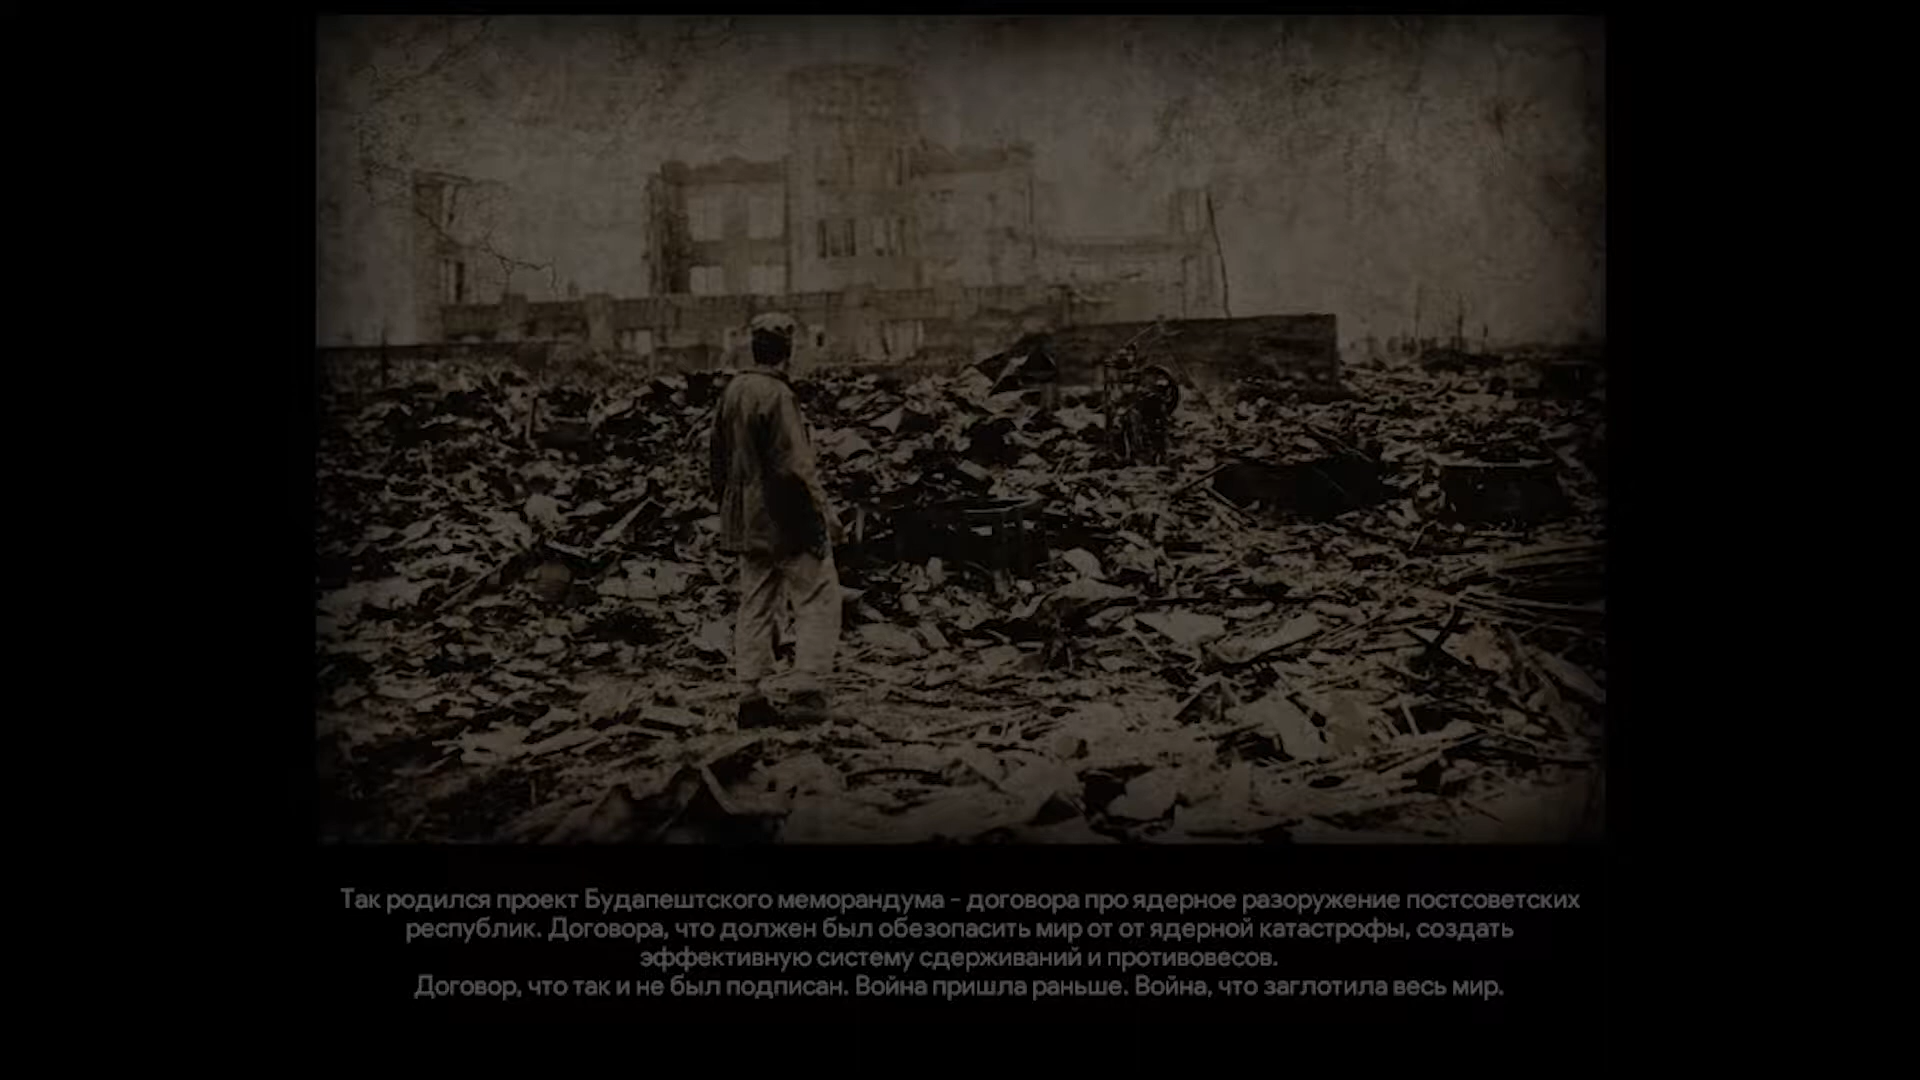 Так родился проект Будапештского меморандума - договора про ядерное разоружение постсоветских
республик. Договора, что должен был обезопасить мир от от ядерной катастрофы, создать
эффективную систему сдерживаний и противовесов.
Договор, что так и не был подписан. Война пришла раньше. Война, что заглотила весь мир.